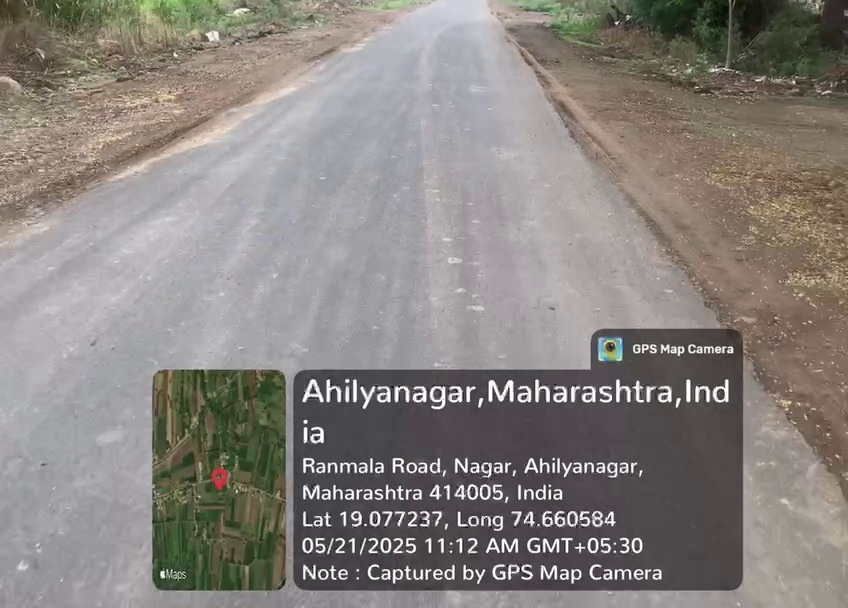 GPS Map Camera
Ahilyanagar,Maharashtra,Ind
ia
Ranmala Road, Nagar, Ahilyanagar,
Maharashtra 414005, India
Lat 19.077237, Long 74.660584
05/21/2025 11:12 AM GMT+05:30
Note : Captured by GPS Map Camera
Maps